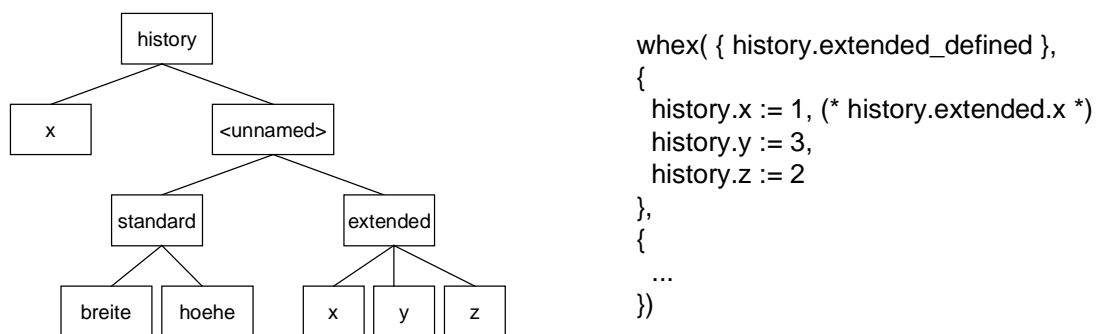 history
x
<unnamed>
standard
extended
breite
hoehe
x
y
z
whex( { history.extended_defined },
{
history.x := 1, (* history.extended.x *)
history.y := 3,
history.z := 2
},
{
...
})